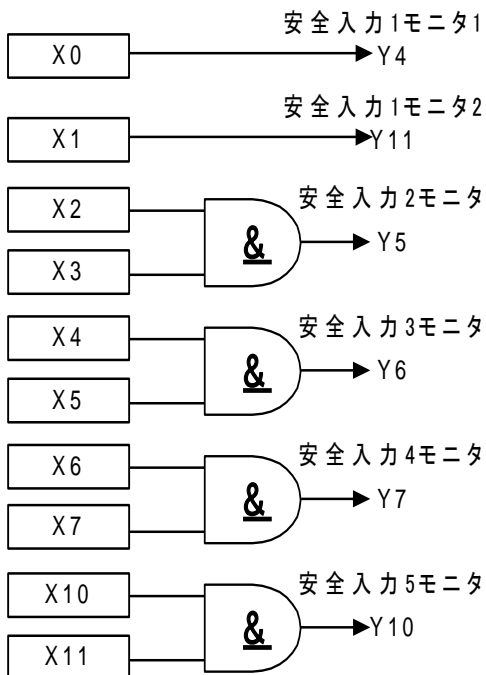 安全入力1モニタ1
X0
Y4
安全入力1モニタ2
X1
Y11
安全入力2モニタ
X2
&
Y5
X3
安全入力3モニタ
X4
&
Y6
X5
安全入力4モニタ
X6
&
Y7
X7
安全入力5モニタ
X10
&
Y10
X11